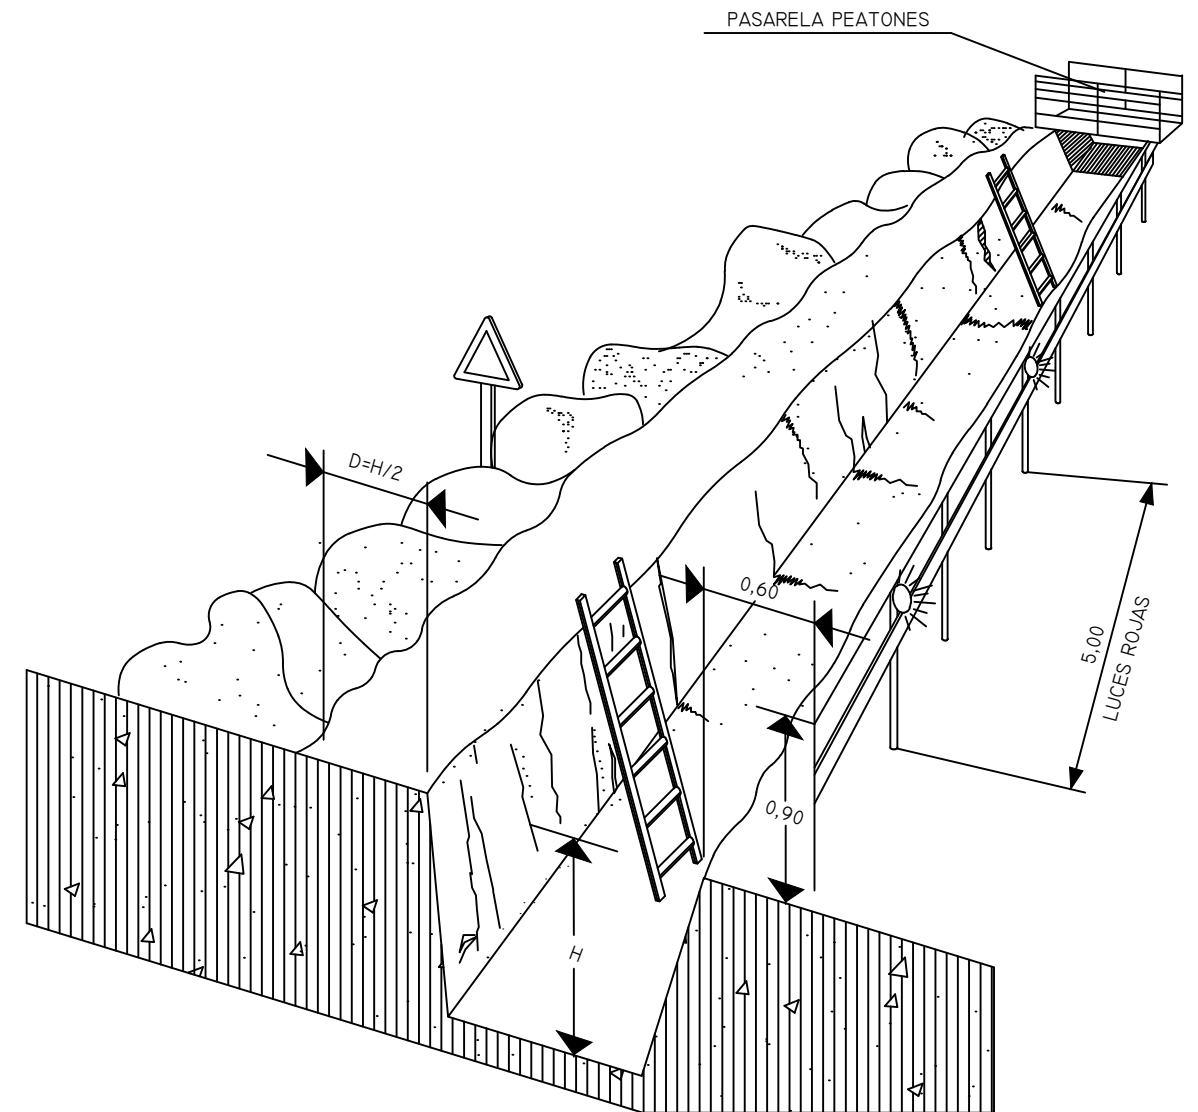 PASARELA PEATONES
D=H/2
0,60
5,00
LUCES ROJAS
0,90
H